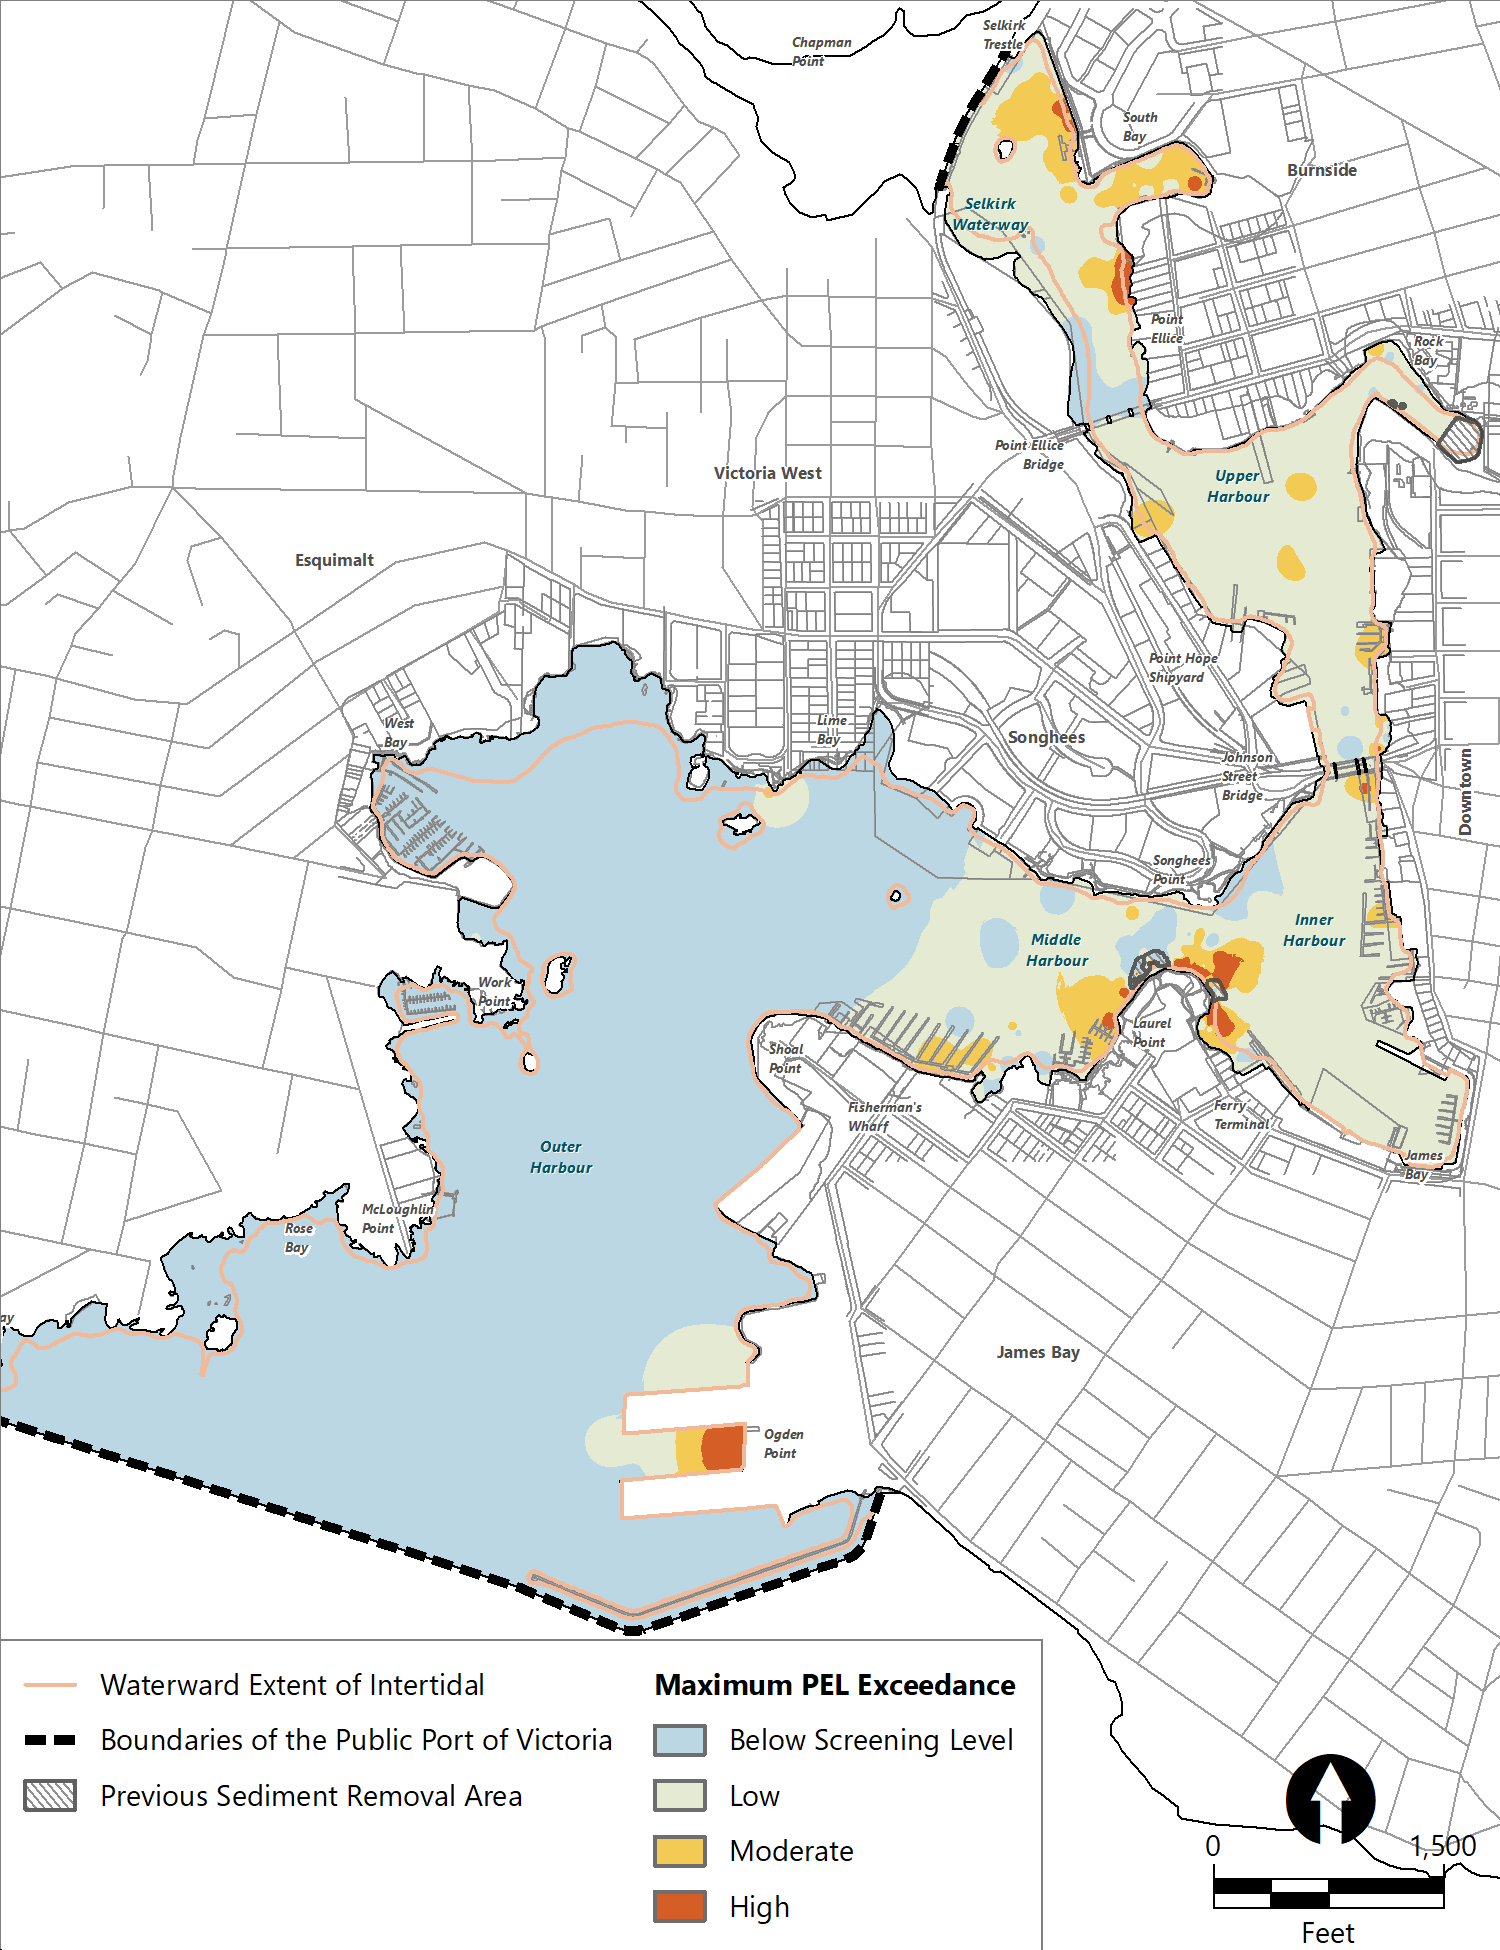 Selkirk
Trestle
Chapman
Point
South
Bay
Burnside
Selkirk
Waterway
Point
Ellice
Rock
Bay
Point Ellice
Bridge
Victoria West
Upper
Harbour
Esquimalt
Point Hope
Shipyard
West
Bay
Lime
Bay
Songhees
Johnson
Street
Bridge
Downtown
Songhees
Point
Inner
Harbour
Middle
Harbour
Work
Point
Laurel
Point
Shoal
Point
Fisherman's
Wharf
Ferry
Terminal
Outer
Harbour
James
Bay
McLoughlin
Point
Rose
Bay
ay
James Bay
Ogden
Point
Waterward Extent of Intertidal
Boundaries of the Public Port of Victoria
Previous Sediment Removal Area
Maximum PEL Exceedance
Below Screening Level
Low
Moderate
High
0 1,500
Feet